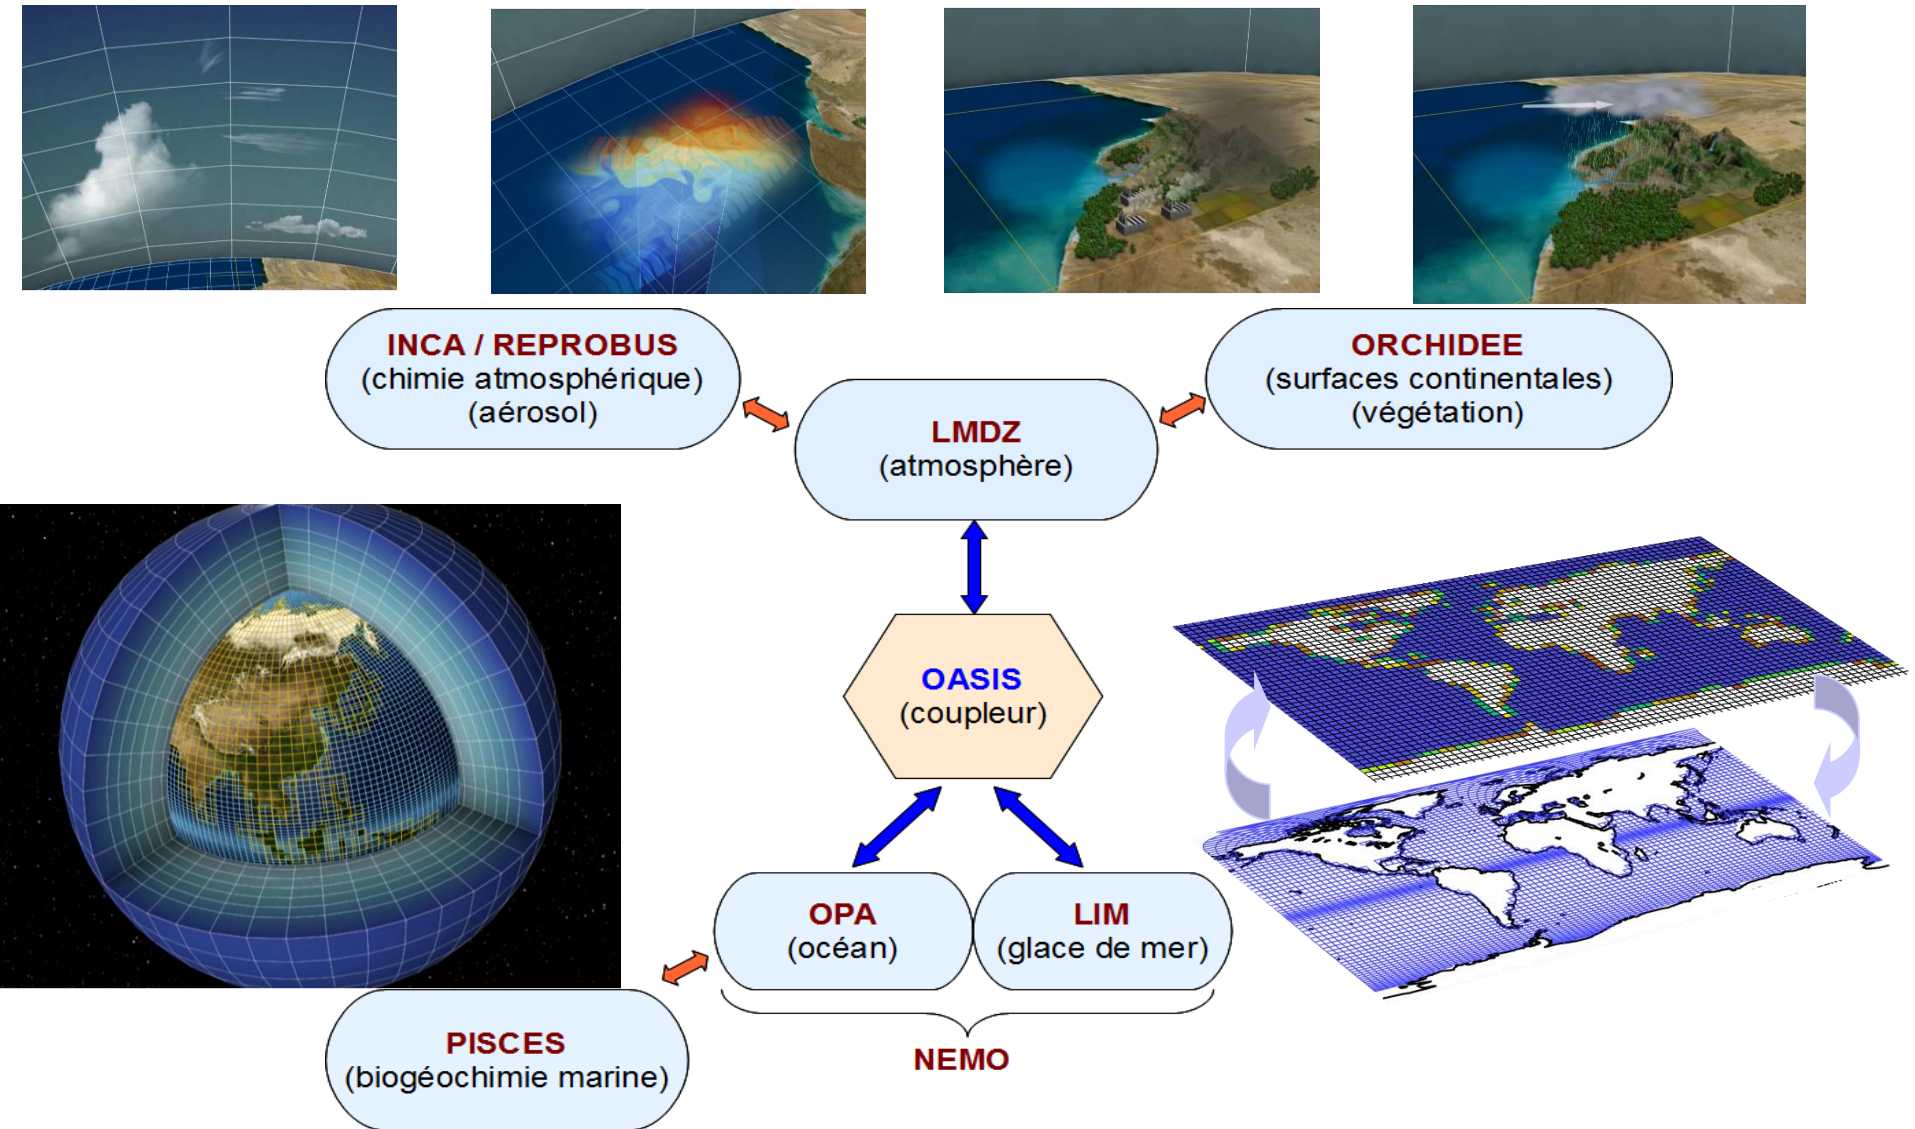 INCA / REPROBUS
(chimie atmosphérique)
(aérosol)
ORCHIDEE
(surfaces continentales)
(végétation)
LMDZ
(atmosphère)
OASIS
(coupleur)
OPA
(océan)
LIM
(glace de mer)
NEMO
PISCES
(biogéochimie marine)